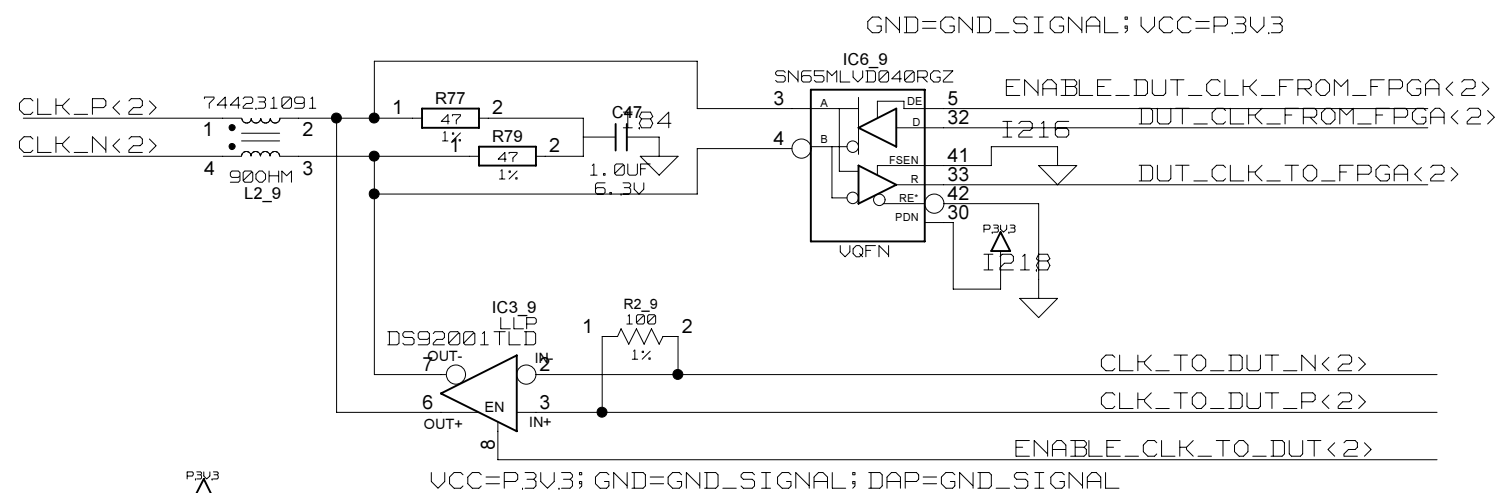 GND=GND_SIGNAL; VCC=P3V3
IC6_9
SN65MLVD040RGZ
ENABLE_DUT_CLK_FROM_FPGA<2>
CLK_P<2>
744231091
R77
C47
3
A
DE
5
1
2
47
1%
184
D
32
DUT_CLK_FROM_FPGA<2>
1
2
R79
I216
CLK_N<2>
1
47
2
4
B
4
3
1%
FSEN
41
90OHM
1.0UF
R
33
DUT_CLK_TO_FPGA<2>
L2_9
6.3V
RE*
42
PDN
30
P3V3
VQFN
I218
IC3_9
LLP
DS92001TLD
R2_9
100
1
2
1%
OUT-
7
IN-
2
CLK_TO_DUT_N<2>
6
EN
3
CLK_TO_DUT_P<2>
OUT+
IN+
8
ENABLE_CLK_TO_DUT<2>
P3V3
VCC=P3V3; GND=GND_SIGNAL; DAP=GND_SIGNAL